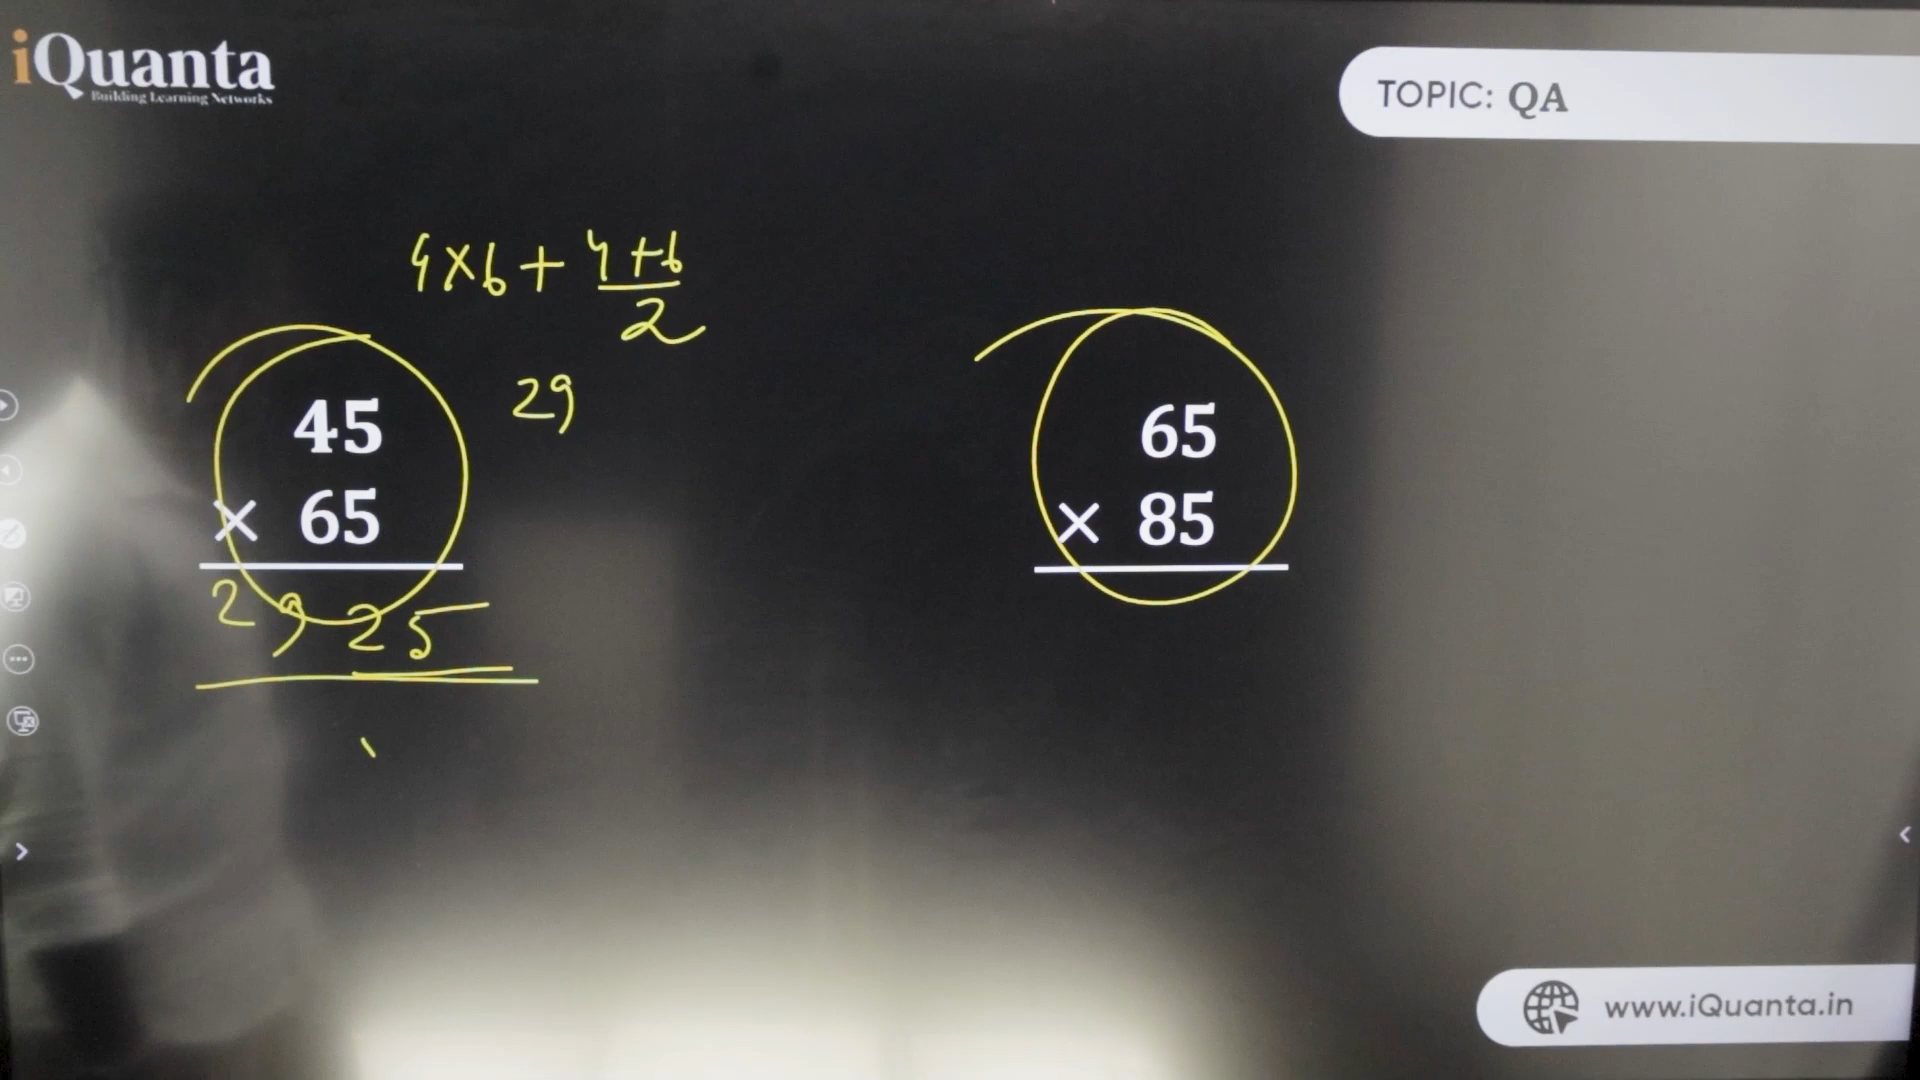 iQuanta
Building Learning Networks
TOPIC: QA
4×6+ 4+6
2
29
45
× 65
2925
65
× 85
www.iQuanta.in